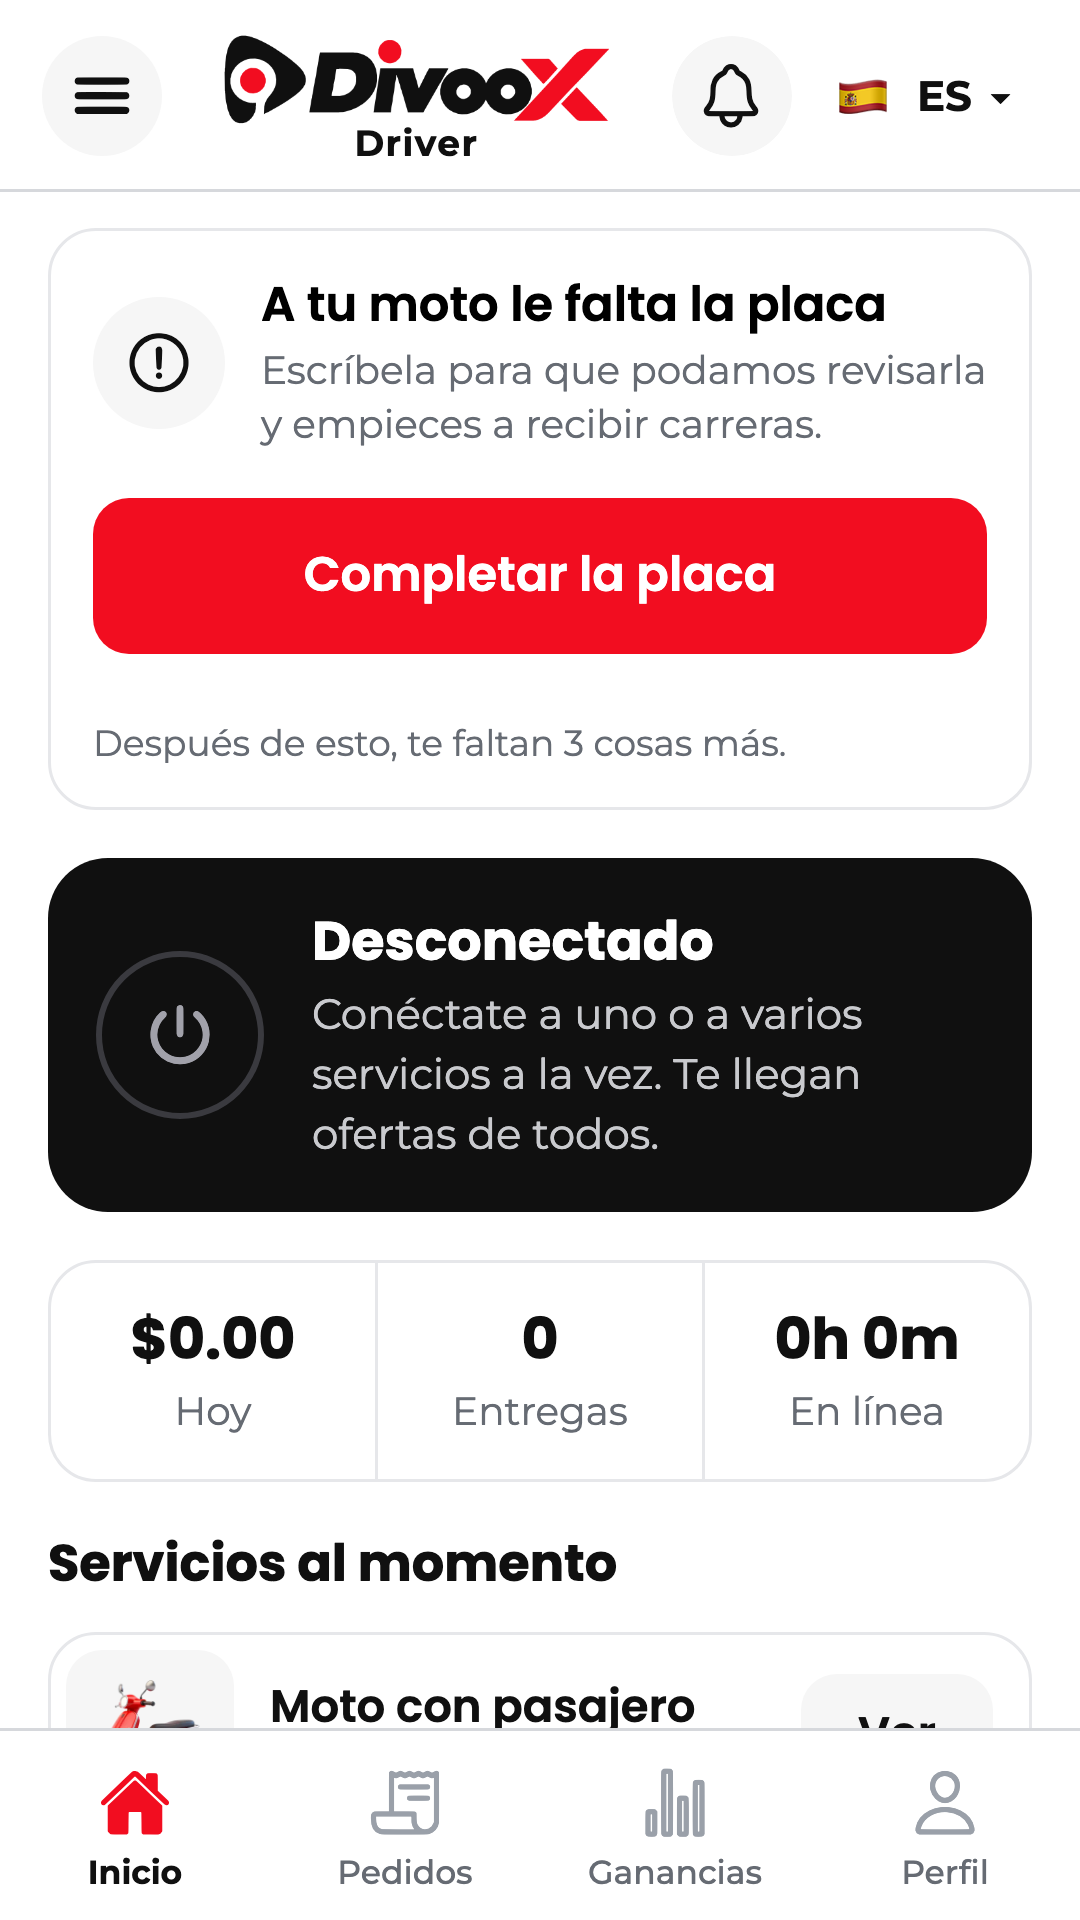 DivooX
Driver
ES
A tu moto le falta la placa
Escríbela para que podamos revisarla
y empieces a recibir carreras.
Completar la placa
Después de esto, te faltan 3 cosas más.
Desconectado
Conéctate a uno o a varios
servicios a la vez. Te llegan
ofertas de todos.
$0.00
0
0h 0m
Hoy
Entregas
En línea
Servicios al momento
Moto con pasajero
Ver
Inicio
Pedidos
Ganancias
Perfil